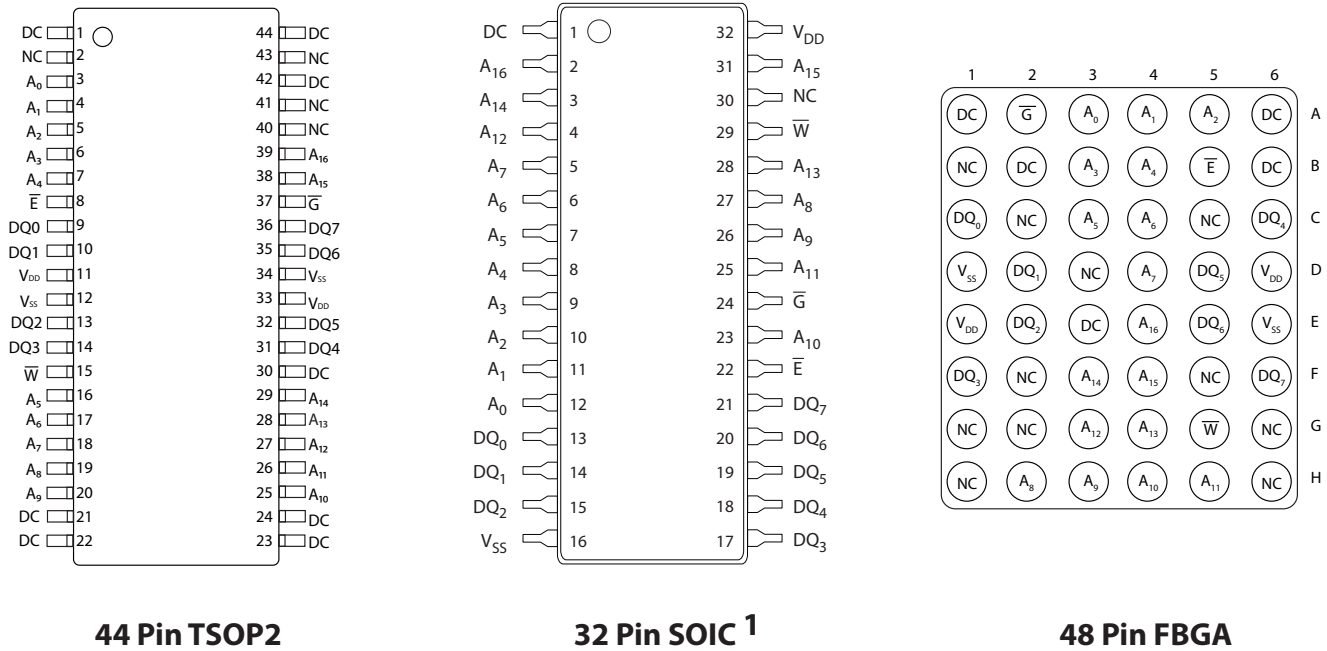 DC 1 44 DC
NC 2 43 NC
A0 3 42 DC
A1 4 41 NC
A2 5 40 NC
A3 6 39 A16
A4 7 38 A15
E̅ 8 37 G̅
DQ0 9 36 DQ7
DQ1 10 35 DQ6
VDD 11 34 VSS
VSS 12 33 VDD
DQ2 13 32 DQ5
DQ3 14 31 DQ4
W̅ 15 30 DC
A5 16 29 A14
A6 17 28 A13
A7 18 27 A12
A8 19 26 A11
A9 20 25 A10
DC 21 24 DC
DC 22 23 DC
44 Pin TSOP2
DC 1 32 VDD
A16 2 31 A15
A14 3 30 NC
A12 4 29 W̅
A7 5 28 A13
A6 6 27 A8
A5 7 26 A9
A4 8 25 A11
A3 9 24 G̅
A2 10 23 A10
A1 11 22 E̅
A0 12 21 DQ7
DQ0 13 20 DQ6
DQ1 14 19 DQ5
DQ2 15 18 DQ4
VSS 16 17 DQ3
32 Pin SOIC 1
1 2 3 4 5 6
DC G̅ A0 A1 A2 DC A
NC DC A3 A4 E̅ DC B
DQ0 NC A5 A6 NC DQ4 C
VSS DQ1 NC A7 DQ5 VDD D
VDD DQ2 DC A16 DQ6 VSS E
DQ3 NC A14 A15 NC DQ7 F
NC NC A12 A13 W̅ NC G
NC A8 A9 A10 A11 NC H
48 Pin FBGA